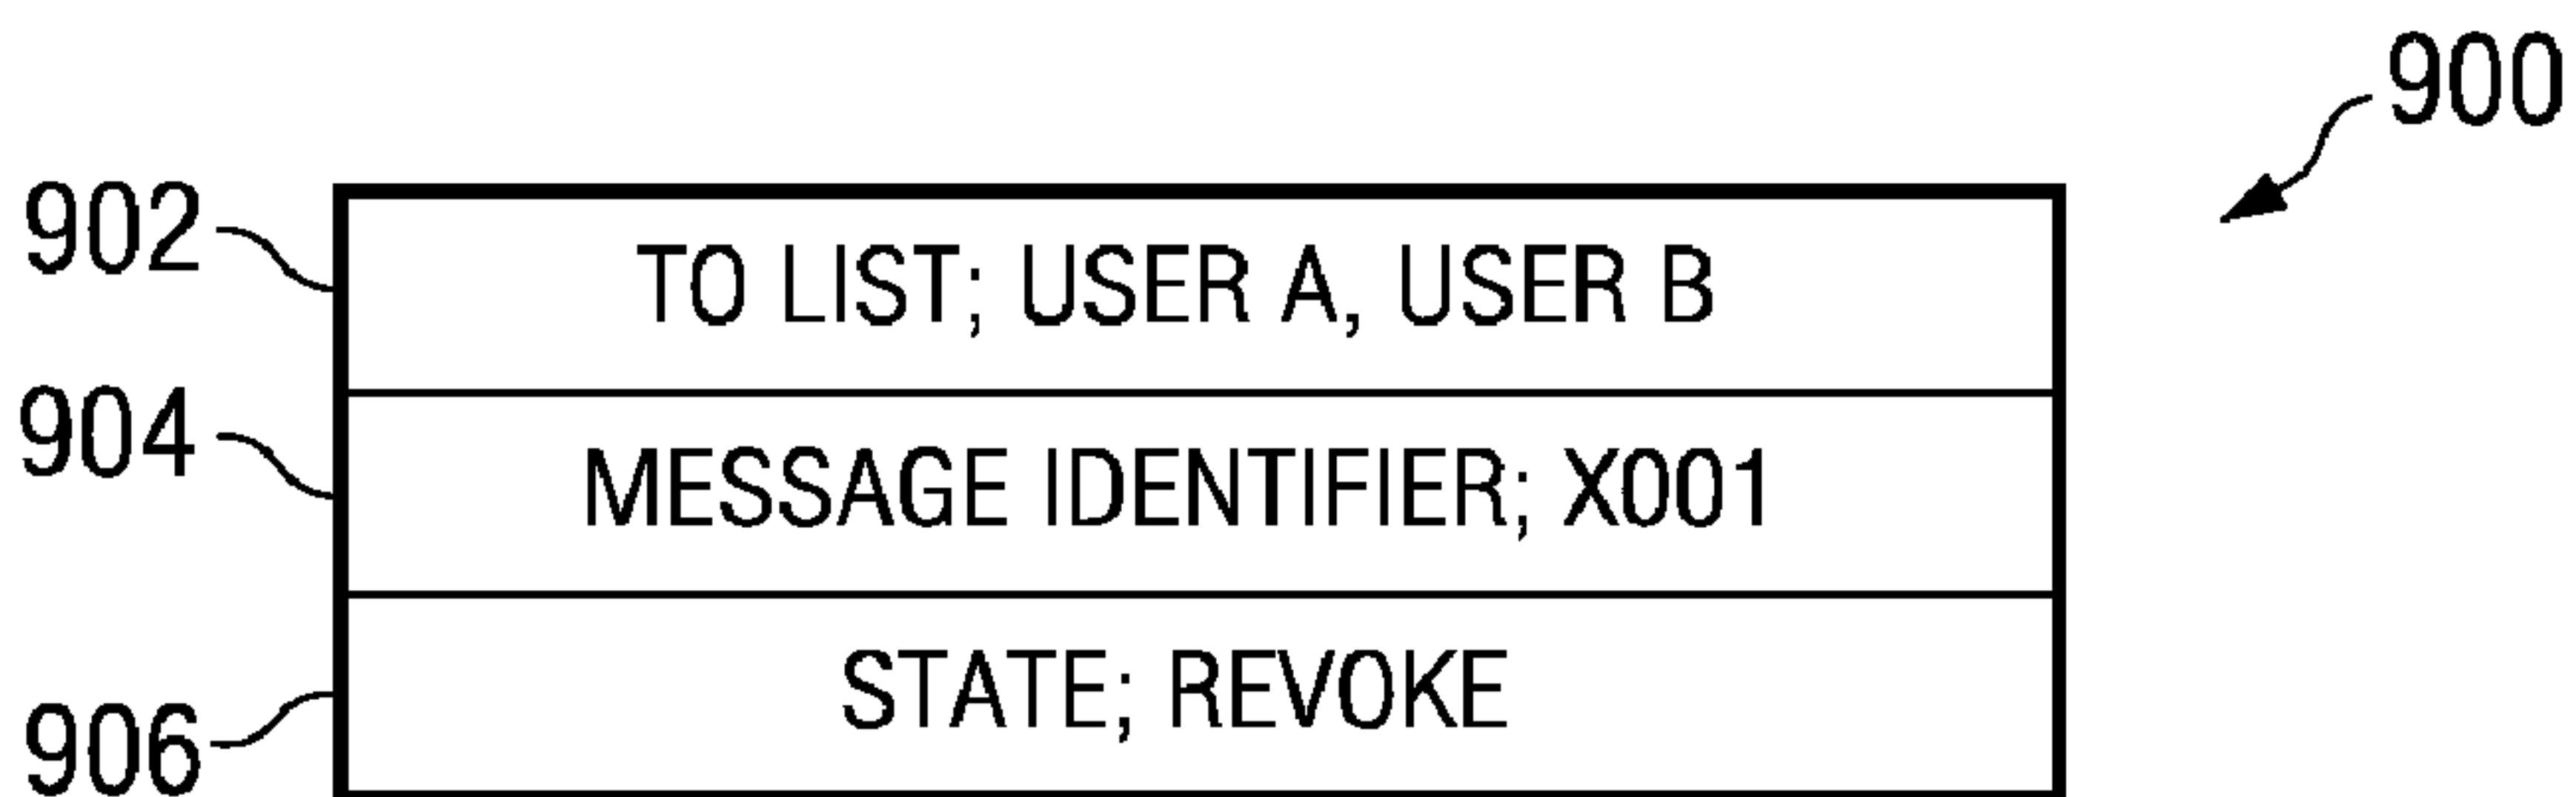 900
902 TO LIST; USER A, USER B
904 MESSAGE IDENTIFIER; X001
906 STATE; REVOKE